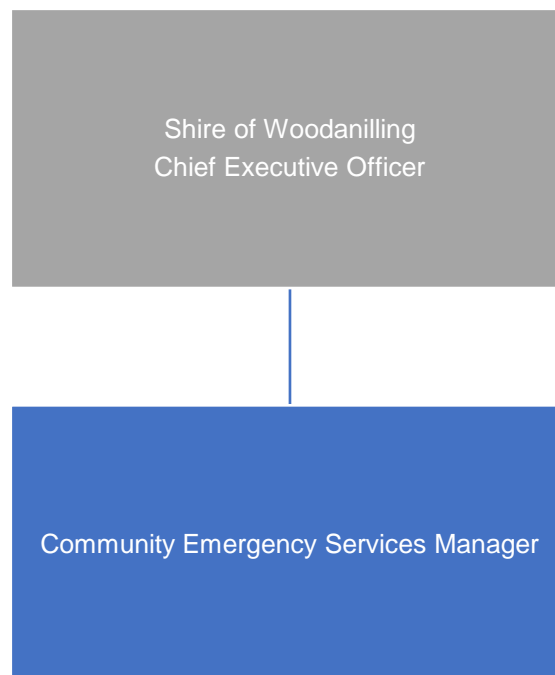 Shire of Woodanilling
Chief Executive Officer
Community Emergency Services Manager